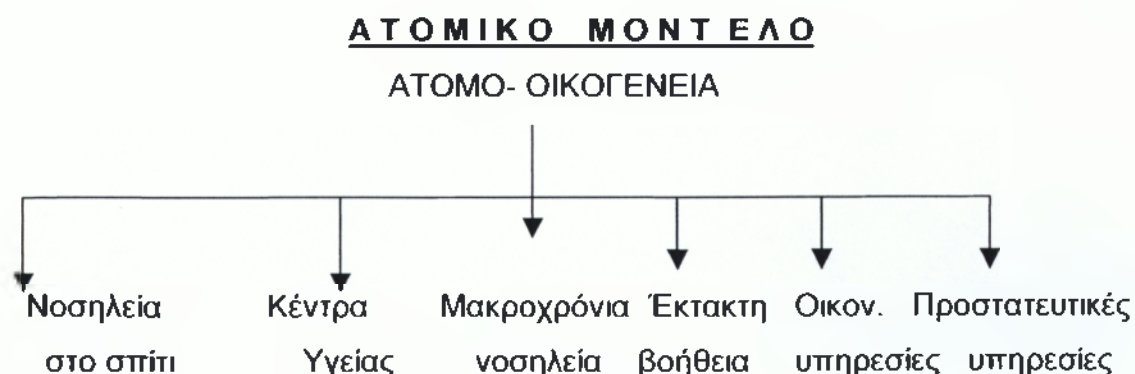 ΑΤΟΜΙΚΟ ΜΟΝΤΕΛΟ
ΑΤΟΜΟ- ΟΙΚΟΓΕΝΕΙΑ
Νοσηλεία Κέντρα Μακροχρόνια Έκτακτη Οικον. Προστατευτικές
στο σπίτι Υγείας νοσηλεία βοήθεια υπηρεσίες υπηρεσίες